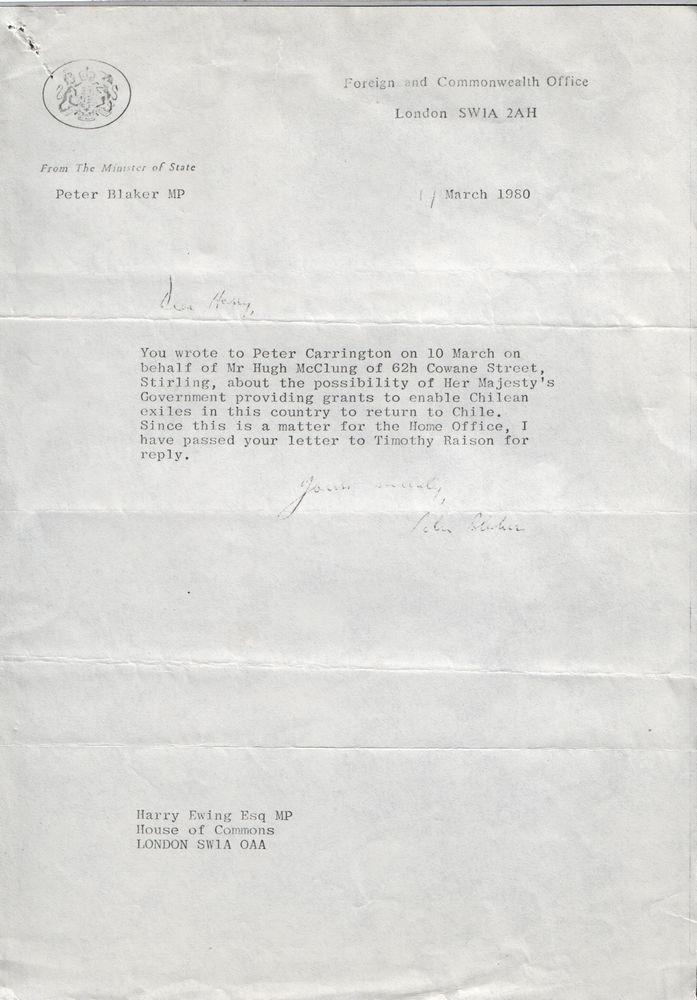 Foreign and Commonwealth Office
London SW1A 2AH
From The Minister of State
Peter Blaker MP
March 1980
Dear Harry,
You wrote to Peter Carrington on 10 March on
behalf of Mr Hugh McClung of 62h Cowane Street,
Stirling, about the possibility of Her Majesty's
Government providing grants to enable Chilean
exiles in this country to return to Chile.
Since this is a matter for the Home Office, I
have passed your letter to Timothy Raison for
reply.
Yours sincerely,
Peter Blaker
Harry Ewing Esq MP
House of Commons
LONDON SW1A OAA